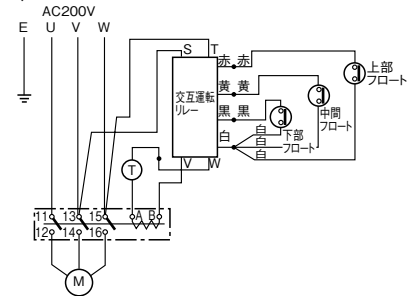 AC200V
E U V W
S T
赤 赤
黄 黄
黒 黒
白
交互運転
リレー
V W
上部
フロート
中間
フロート
下部
フロート
白
白
白
T
11 13 15 A B
12 14 16
M